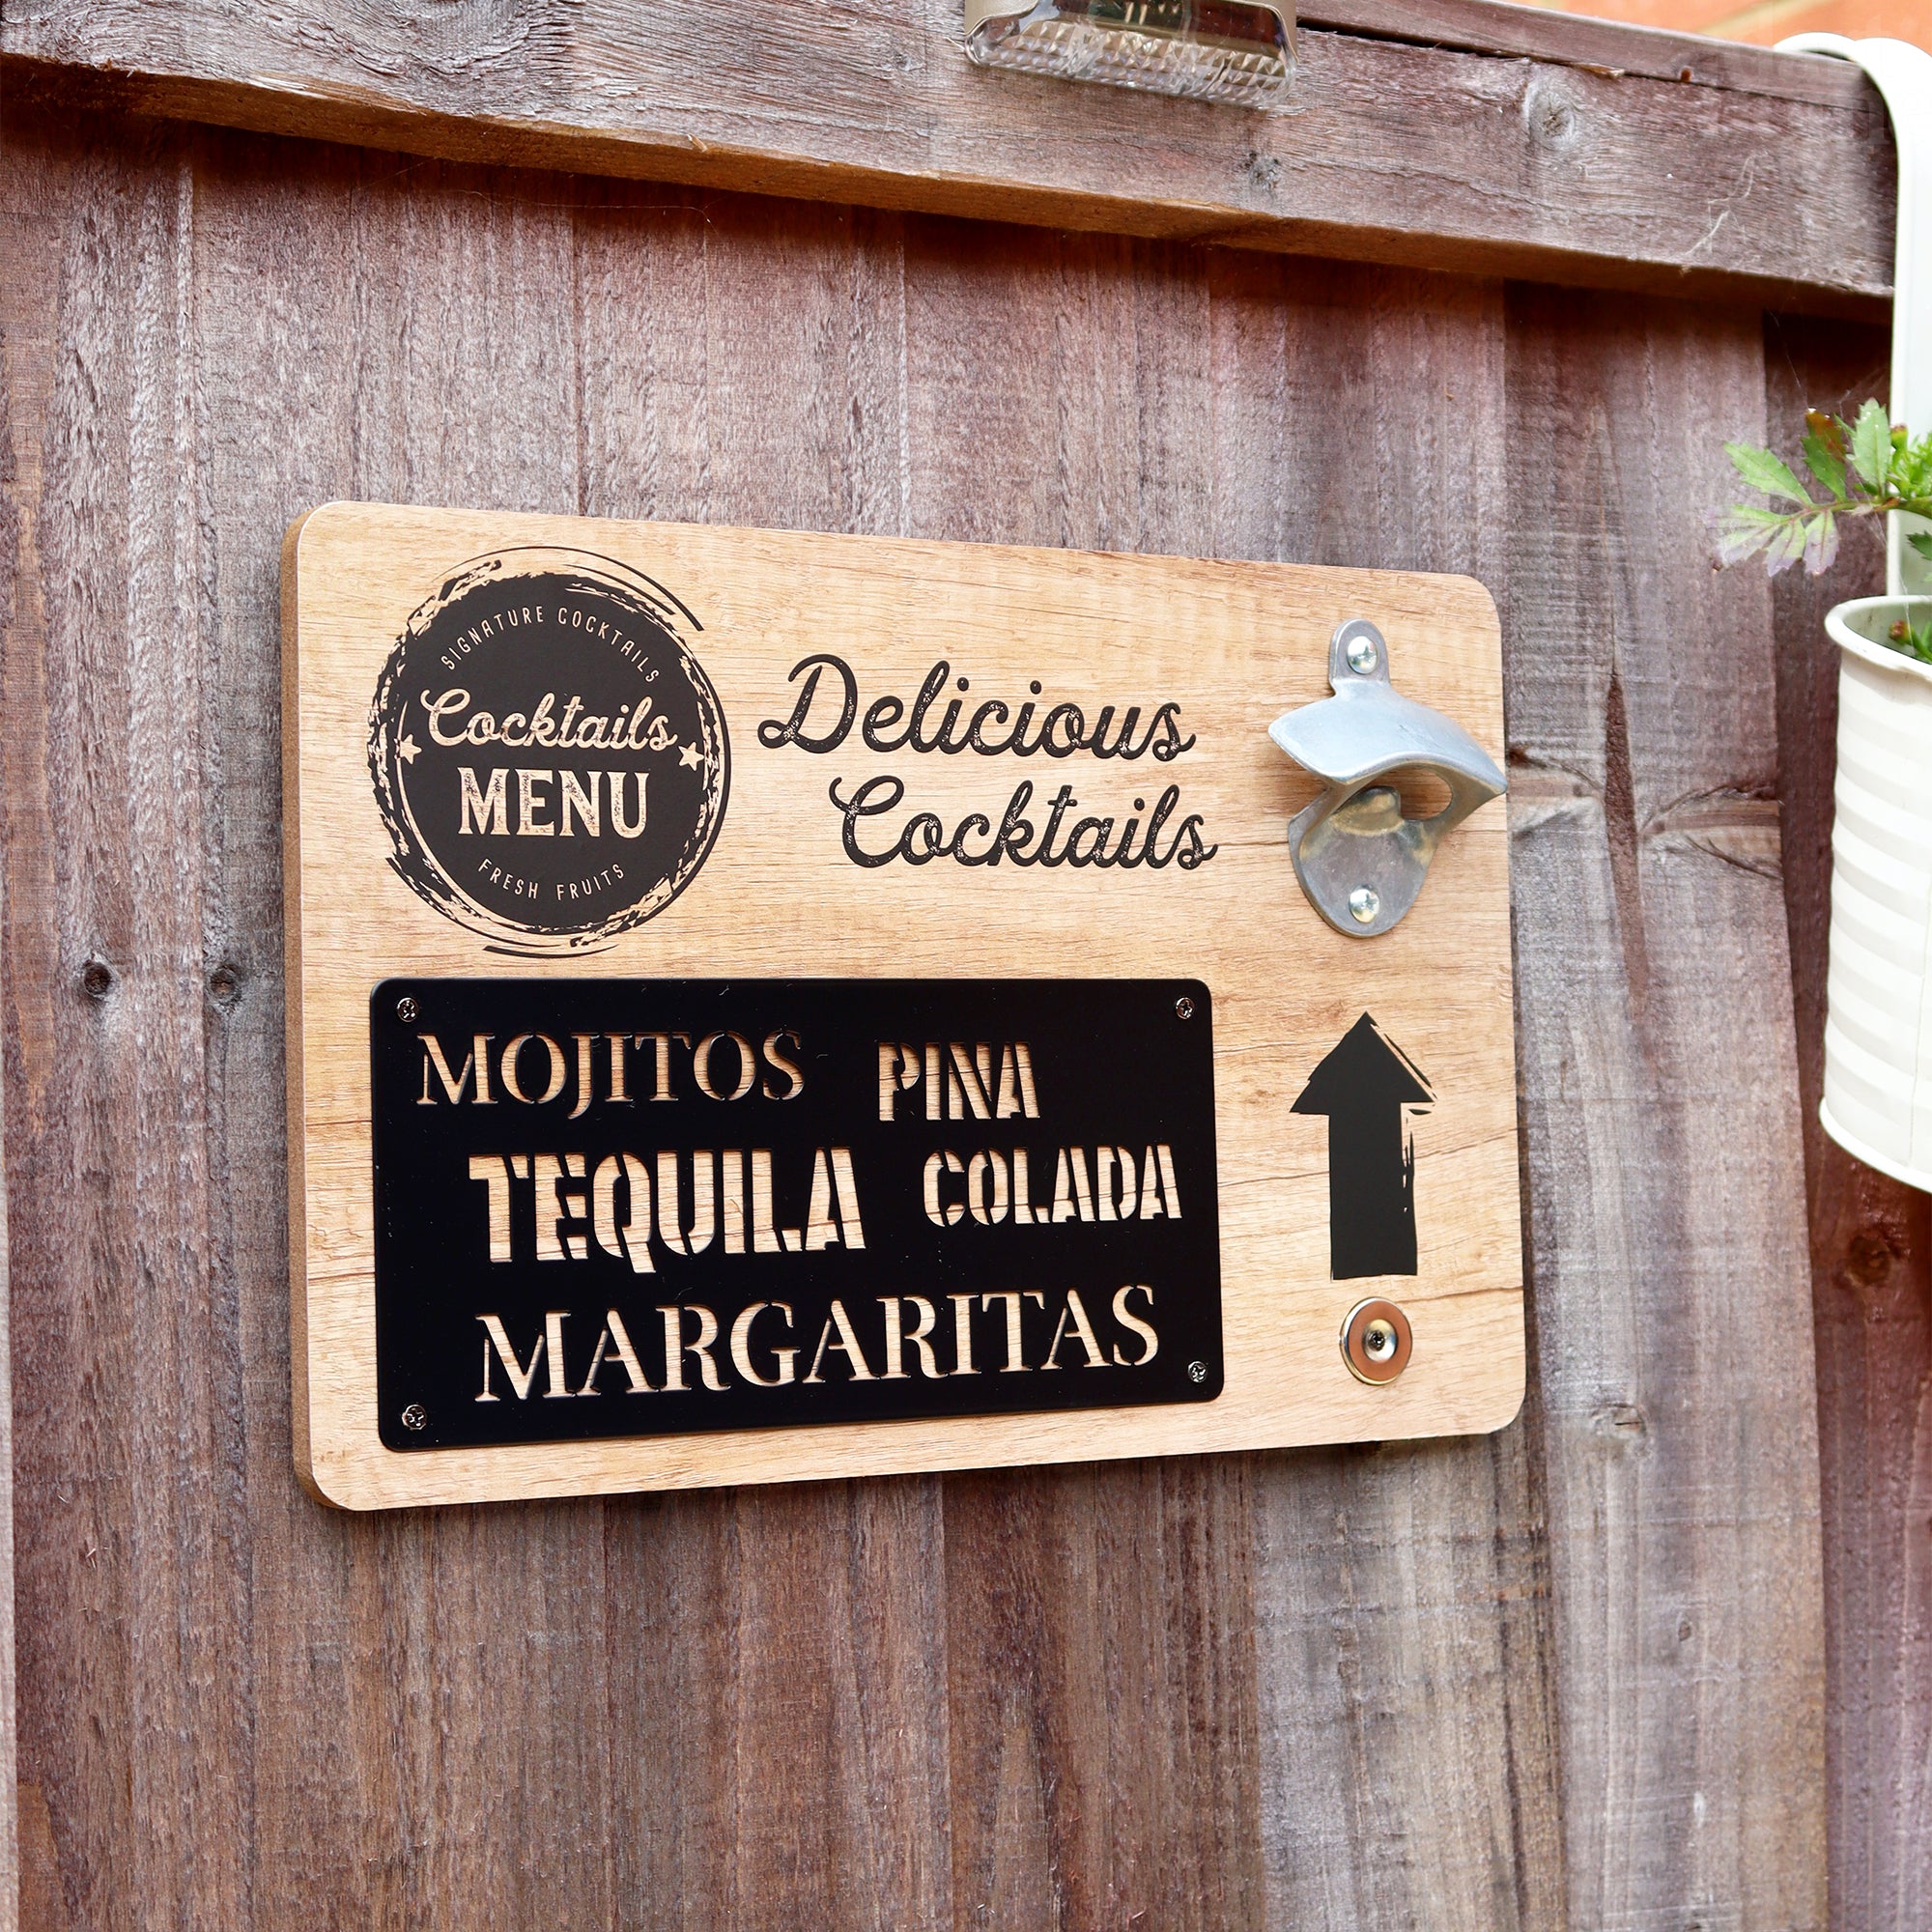 SIGNATURE COCKTAILS
Cocktails
MENU
FRESH FRUITS
Delicious
Cocktails
MOJITOS
PINA
COLADA
TEQUILA
MARGARITAS